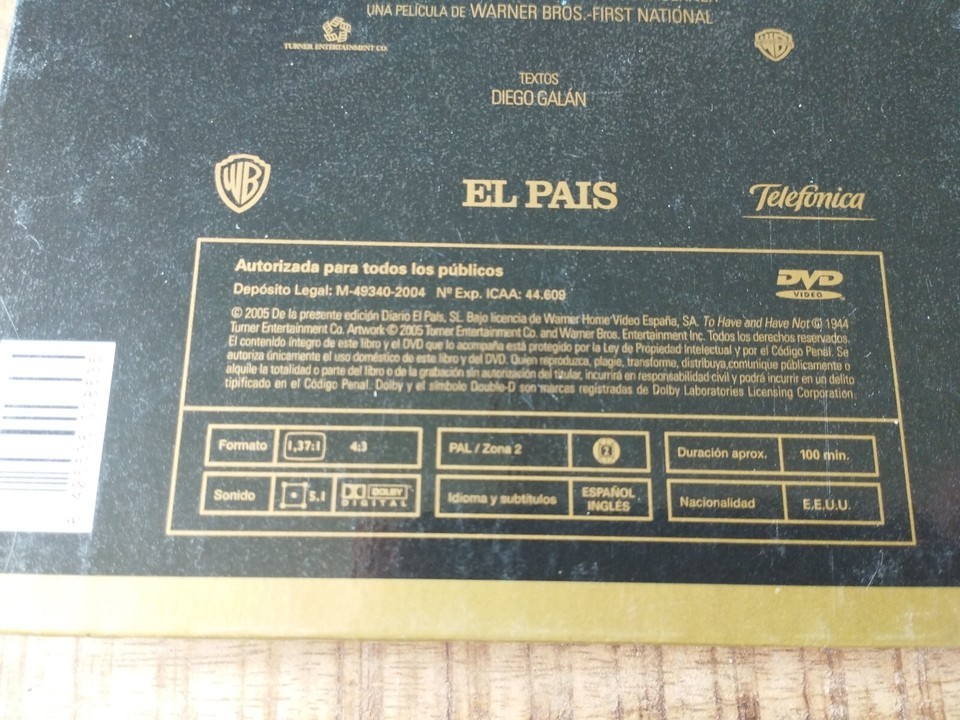 UNA PELÍCULA DE WARNER BROS.-FIRST NATIONAL
TURNER ENTERTAINMENT CO.
WB
TEXTOS
DIEGO GALÁN
WB
EL PAIS
Telefónica
Autorizada para todos los públicos
DVD
VIDEO
Depósito Legal: M-49340-2004 Nº Exp. ICAA: 44.609
© 2005 De la presente edición Diario El País, SL. Bajo licencia de Warner Home Video España, SA. To Have and Have Not © 1944
Turner Entertainment Co. Artwork © 2005 Turner Entertainment Co. and Warner Bros. Entertainment Inc. Todos los derechos reservados.
El contenido íntegro de este libro y el DVD que lo acompaña está protegido por la Ley de Propiedad Intelectual y por el Código Penal. Se
autoriza únicamente el uso doméstico de este libro y del DVD. Quien reproduzca, plagie, transforme, distribuya, comunique públicamente o
alquile la totalidad o parte del libro o de la grabación sin autorización del titular, incurrirá en responsabilidad civil y podrá incurrir en un delito
tipificado en el Código Penal. Dolby y el símbolo Double-D son marcas registradas de Dolby Laboratories Licensing Corporation
Formato 1,37:1 4:3
PAL / Zona 2 2
Duración aprox. 100 min.
Sonido 5.1 DOLBY DIGITAL
Idioma y subtítulos ESPAÑOL INGLÉS
Nacionalidad E.E.U.U.